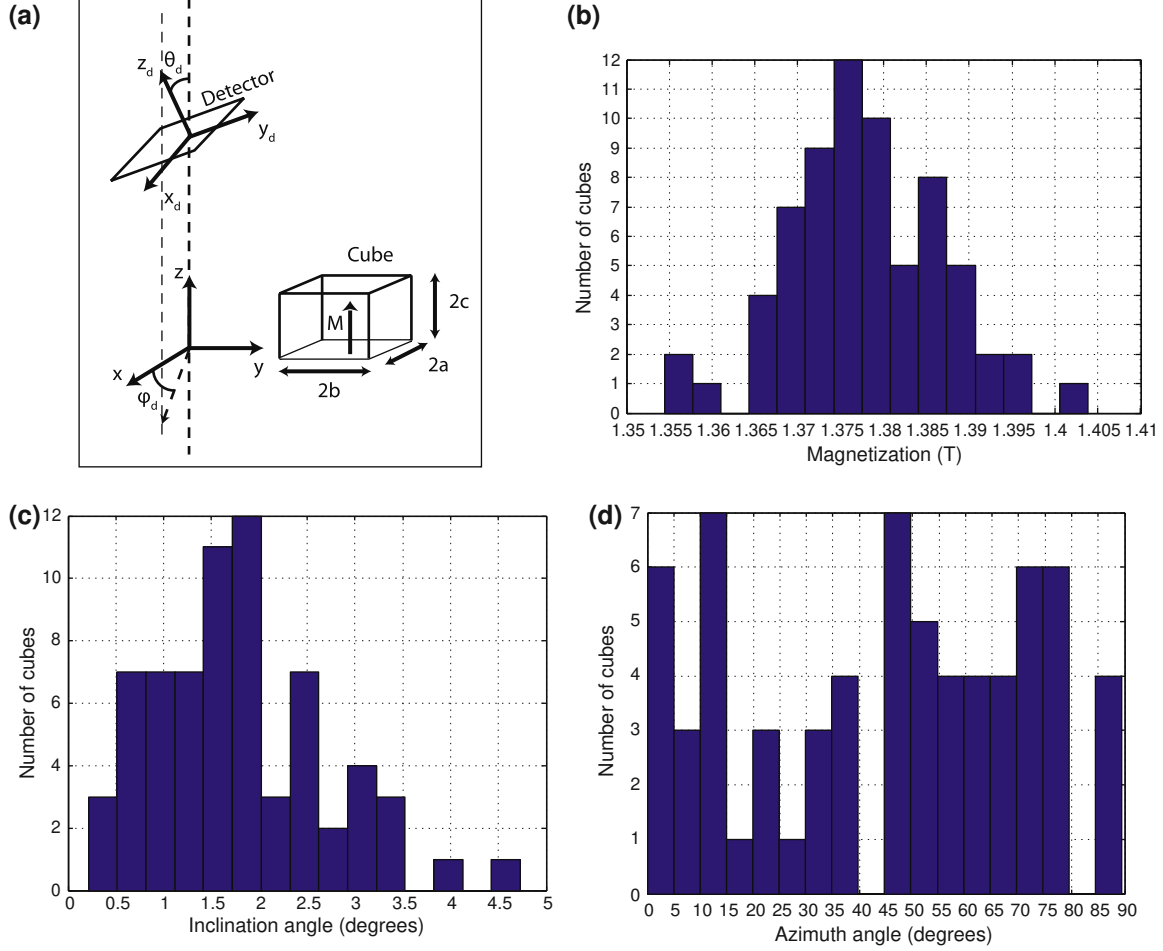 (a)
z_d
θ_d
Detector
y_d
x_d
z
Cube
M
2c
x
y
2a
φ_d
2b
(b)
12
11
10
9
8
7
6
5
4
3
2
1
0
Number of cubes
1.35 1.355 1.36 1.365 1.37 1.375 1.38 1.385 1.39 1.395 1.4 1.405 1.41
Magnetization (T)
(c)
12
10
8
6
4
2
0
Number of cubes
0 0.5 1 1.5 2 2.5 3 3.5 4 4.5 5
Inclination angle (degrees)
(d)
7
6
5
4
3
2
1
0
Number of cubes
0 5 10 15 20 25 30 35 40 45 50 55 60 65 70 75 80 85 90
Azimuth angle (degrees)